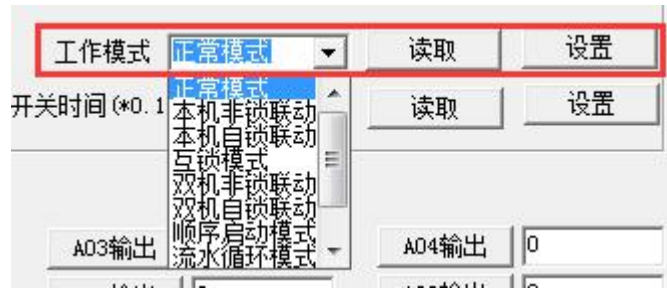 工作模式 正常模式 读取 设置
正常模式
开关时间(*0.1 读取 设置
本机非锁联动
本机自锁联动
互锁模式
双机非锁联动
双机自锁联动
顺序启动模式
流水循环模式
A03输出 A04输出 0